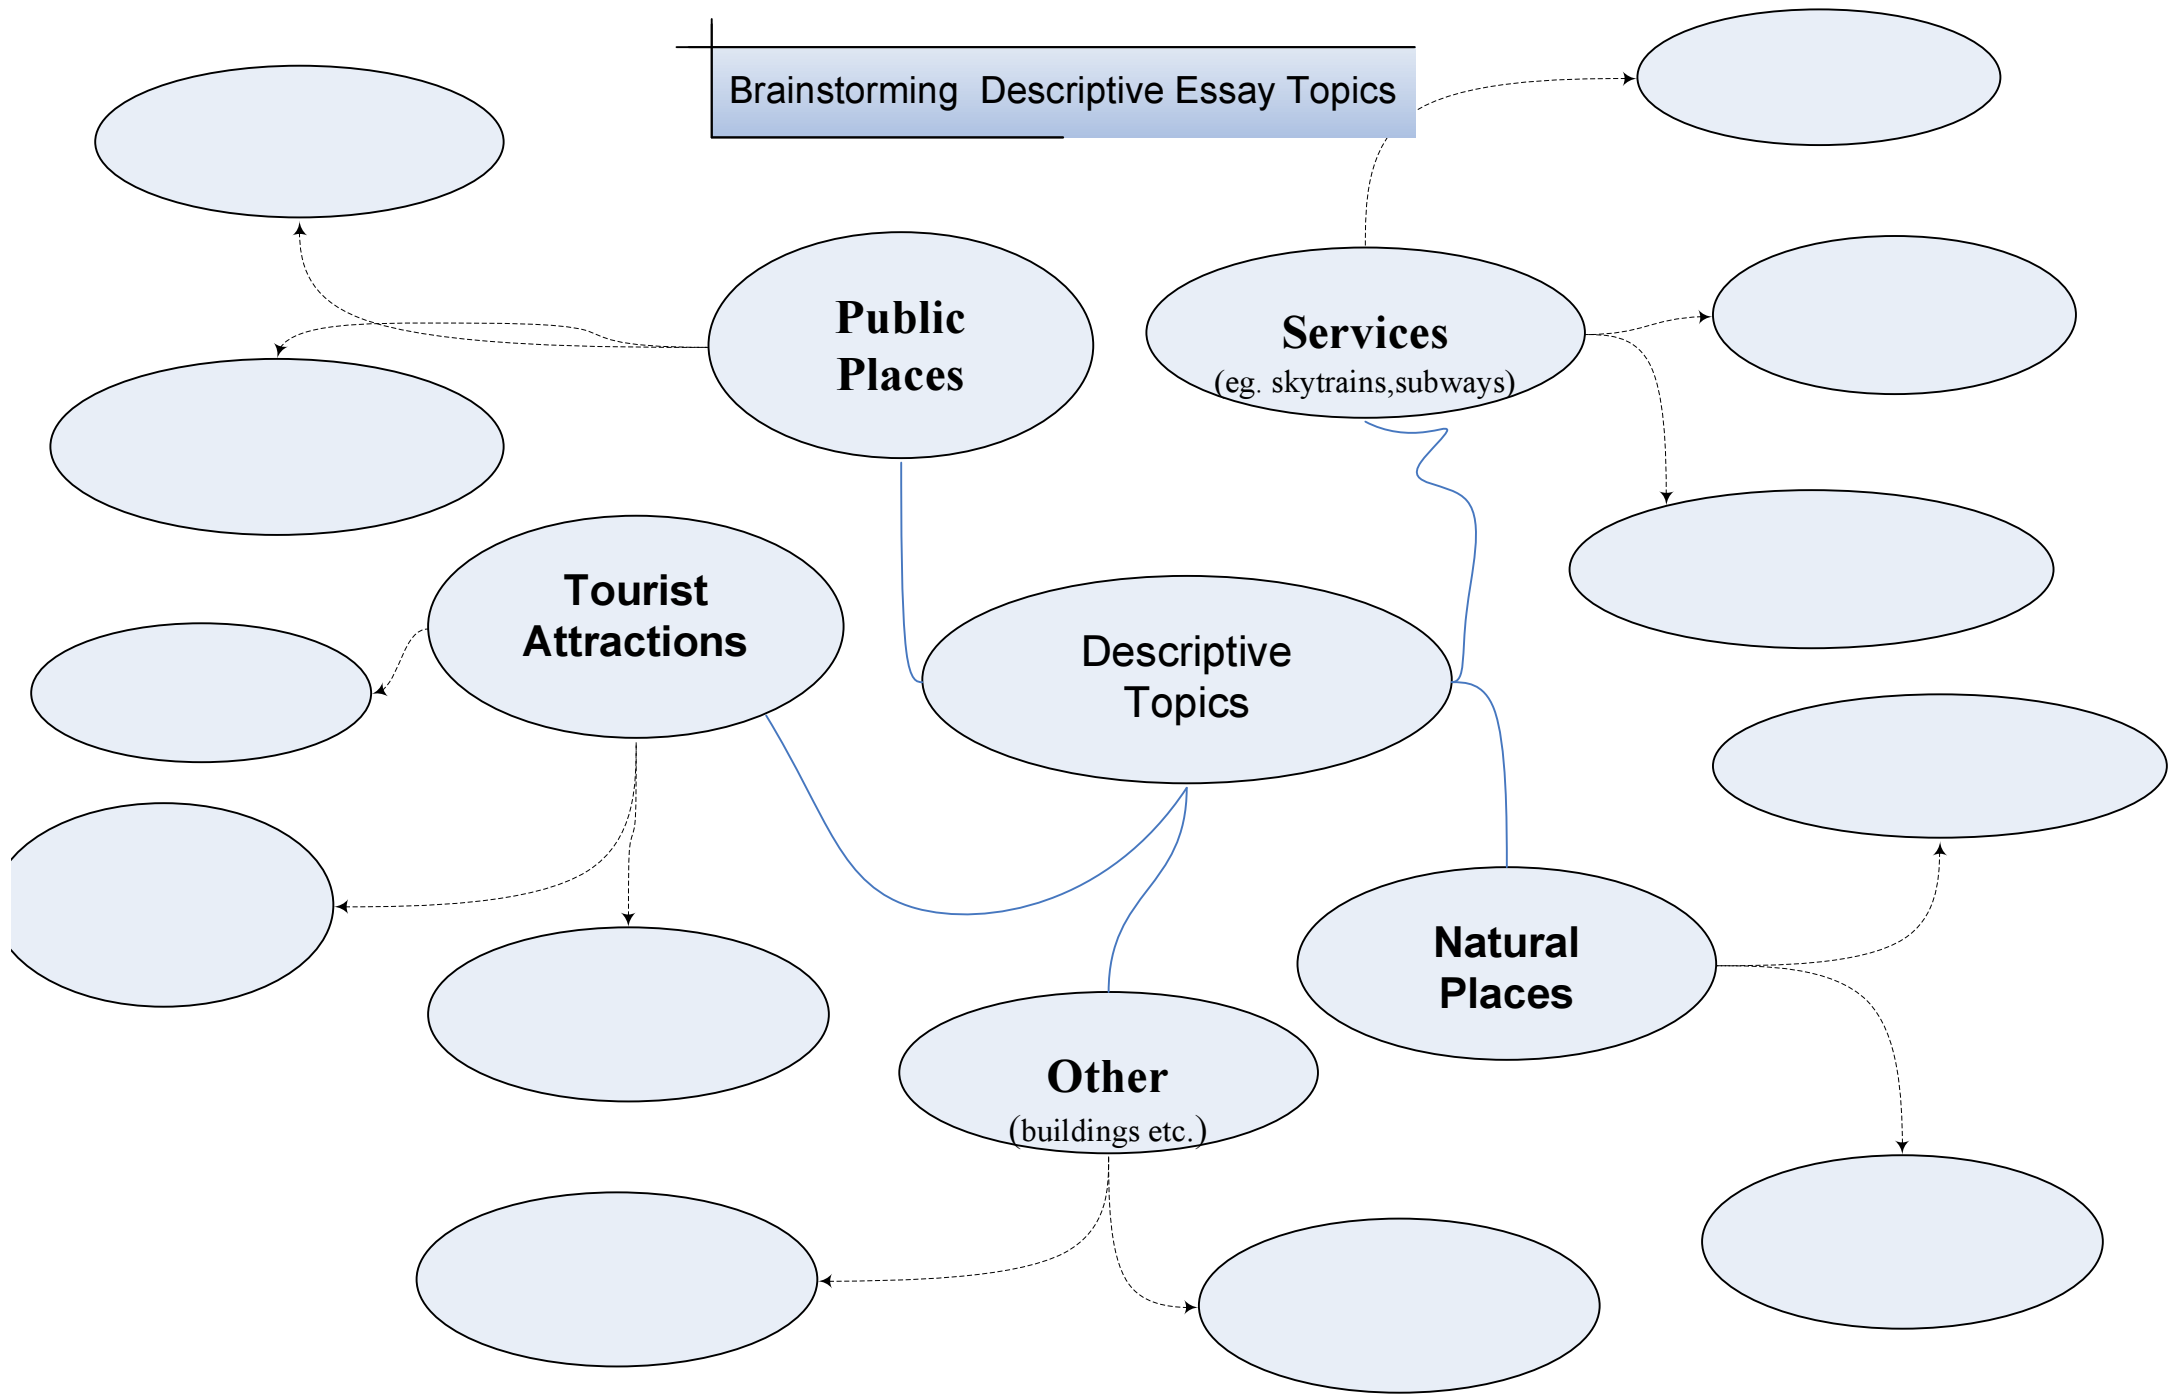 Brainstorming  Descriptive Essay Topics
Public
Places
Services
(eg. skytrains,subways)
Tourist
Attractions
Descriptive
Topics
Natural
Places
Other
(buildings etc.)